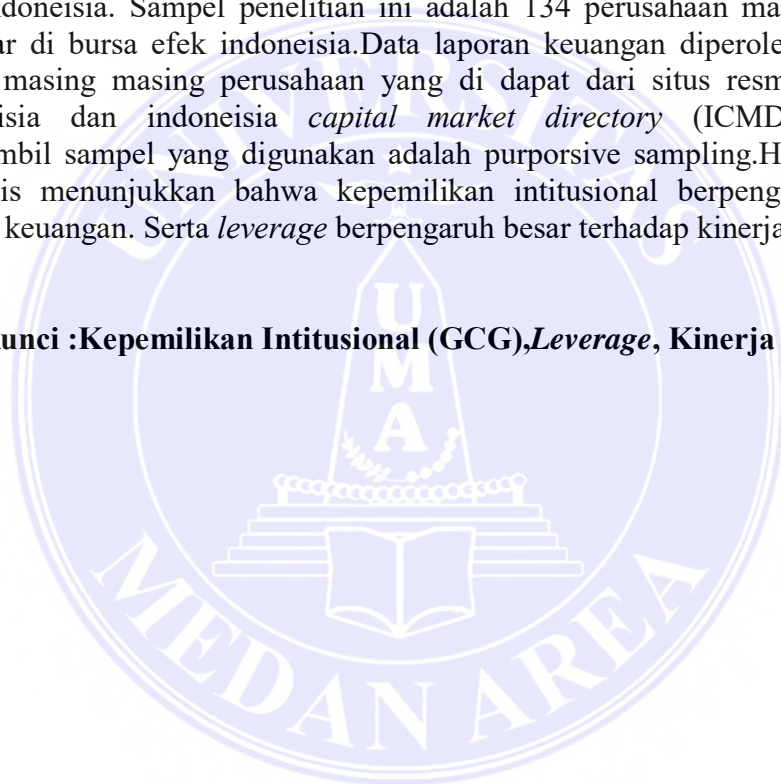 ndoneisia. Sampel penelitian ini adalah 134 perusahaan ma
ar di bursa efek indoneisia.Data laporan keuangan diperole
masing masing perusahaan yang di dapat dari situs resm
isia dan indoneisia capital market directory (ICMD
mbil sampel yang digunakan adalah purporsive sampling.H
is menunjukkan bahwa kepemilikan intitusional berpeng
keuangan. Serta leverage berpengaruh besar terhadap kinerja
unci :Kepemilikan Intitusional (GCG),Leverage, Kinerja
UNIVERSITAS
U
M
A
MEDAN AREA